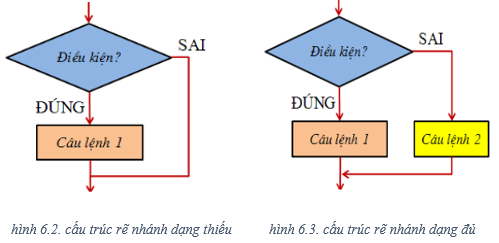 Điều kiện?
SAI
ĐÚNG
Câu lệnh 1
hình 6.2. cấu trúc rẽ nhánh dạng thiếu
Điều kiện?
SAI
ĐÚNG
Câu lệnh 1
Câu lệnh 2
hình 6.3. cấu trúc rẽ nhánh dạng đủ